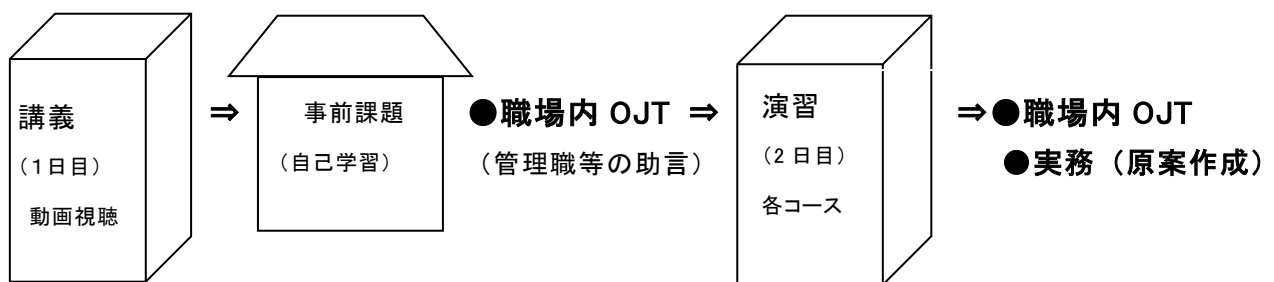 講義
（１日目）
動画視聴
⇒
事前課題
（自己学習）
●職場内 OJT ⇒
（管理職等の助言）
演習
（２日目）
各コース
⇒●職場内 OJT
●実務（原案作成）